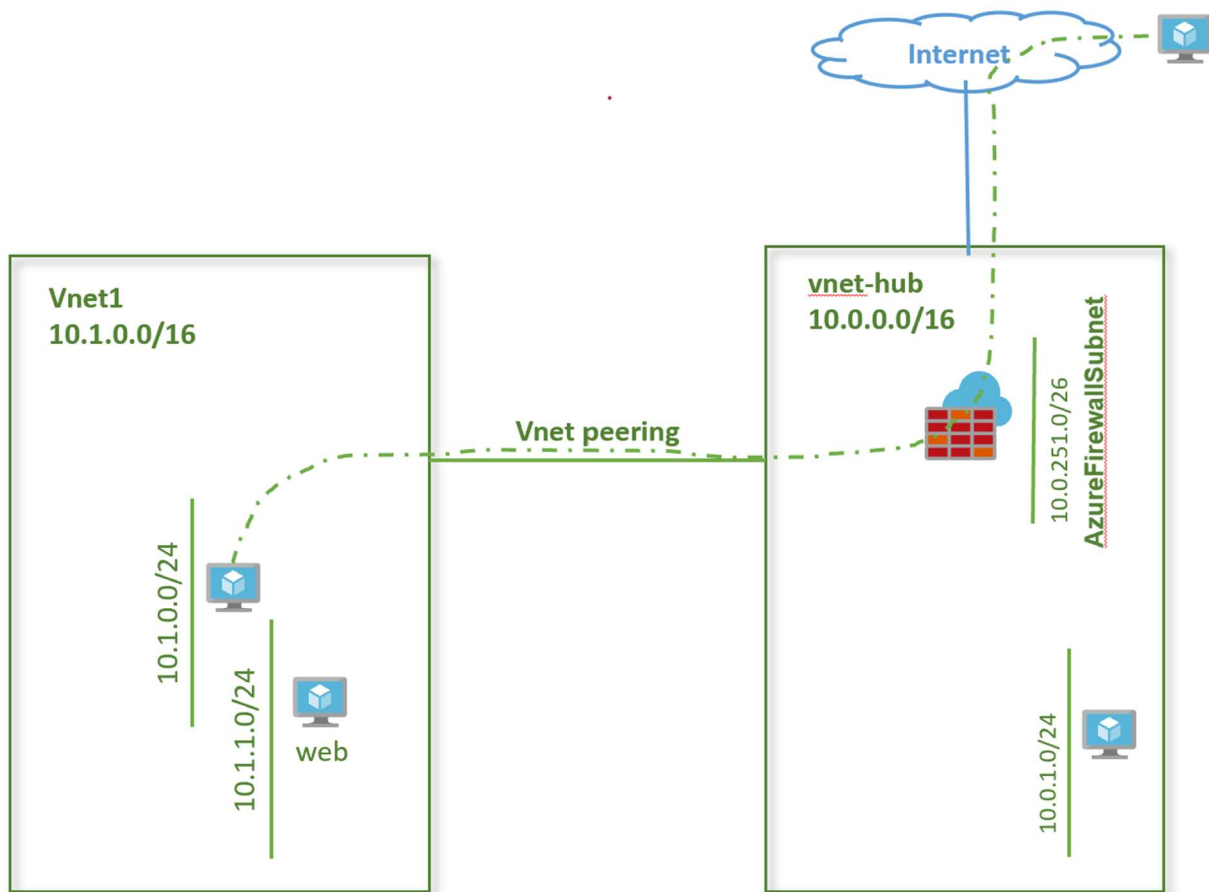 Internet
Vnet1
10.1.0.0/16
vnet-hub
10.0.0.0/16
Vnet peering
10.0.251.0/26
AzureFirewallSubnet
10.1.0.0/24
10.1.1.0/24
web
10.0.1.0/24